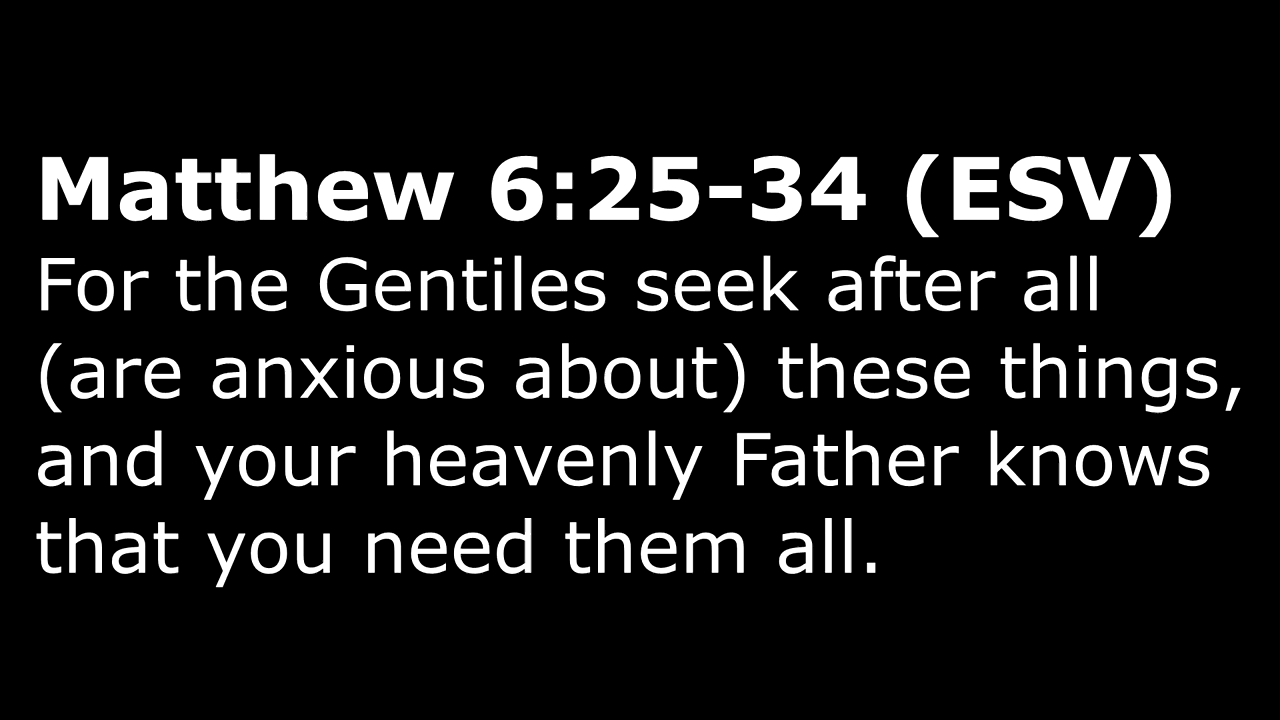 Matthew 6:25-34 (ESV)
For the Gentiles seek after all
(are anxious about) these things,
and your heavenly Father knows
that you need them all.